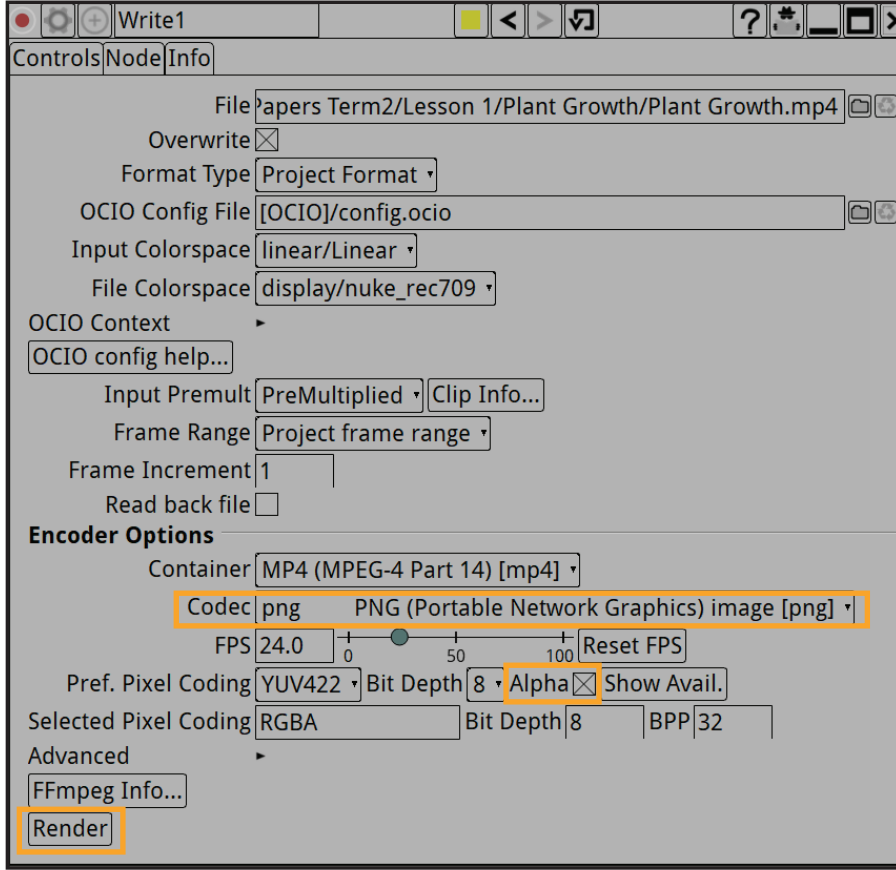 Write1
?
Controls Node Info
File Papers Term2/Lesson 1/Plant Growth/Plant Growth.mp4
Overwrite
Format Type Project Format
OCIO Config File [OCIO]/config.ocio
Input Colorspace linear/Linear
File Colorspace display/nuke_rec709
OCIO Context
OCIO config help...
Input Premult PreMultiplied Clip Info...
Frame Range Project frame range
Frame Increment 1
Read back file
Encoder Options
Container MP4 (MPEG-4 Part 14) [mp4]
Codec png PNG (Portable Network Graphics) image [png]
FPS 24.0 0 50 100 Reset FPS
Pref. Pixel Coding YUV422 Bit Depth 8 Alpha Show Avail.
Selected Pixel Coding RGBA Bit Depth 8 BPP 32
Advanced
FFmpeg Info...
Render